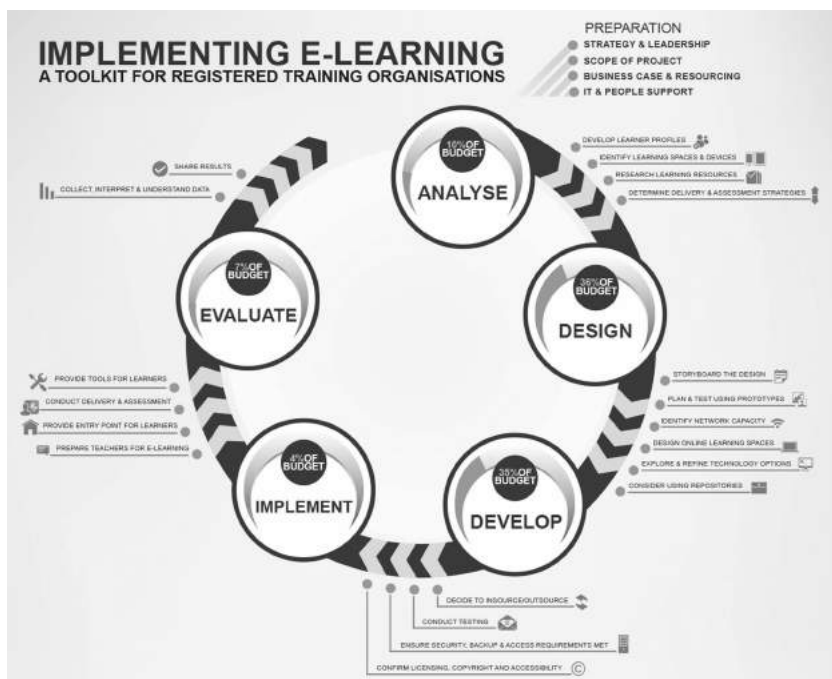 IMPLEMENTING E-LEARNING
A TOOLKIT FOR REGISTERED TRAINING ORGANISATIONS
PREPARATION
STRATEGY & LEADERSHIP
SCOPE OF PROJECT
BUSINESS CASE & RESOURCING
IT & PEOPLE SUPPORT
10% OF
BUDGET
ANALYSE
DEVELOP LEARNER PROFILES
IDENTIFY LEARNING SPACES & DEVICES
RESEARCH LEARNING RESOURCES
DETERMINE DELIVERY & ASSESSMENT STRATEGIES
36% OF
BUDGET
DESIGN
STORYBOARD THE DESIGN
PLAN & TEST USING PROTOTYPES
IDENTIFY NETWORK CAPACITY
DESIGN ONLINE LEARNING SPACES
EXPLORE & REFINE TECHNOLOGY OPTIONS
CONSIDER USING REPOSITORIES
35% OF
BUDGET
DEVELOP
DECIDE TO INSOURCE/OUTSOURCE
CONDUCT TESTING
ENSURE SECURITY, BACKUP & ACCESS REQUIREMENTS MET
CONFIRM LICENSING, COPYRIGHT AND ACCESSIBILITY ©
4% OF
BUDGET
IMPLEMENT
PROVIDE TOOLS FOR LEARNERS
CONDUCT DELIVERY & ASSESSMENT
PROVIDE ENTRY POINT FOR LEARNERS
PREPARE TEACHERS FOR E-LEARNING
7% OF
BUDGET
EVALUATE
SHARE RESULTS
COLLECT, INTERPRET & UNDERSTAND DATA